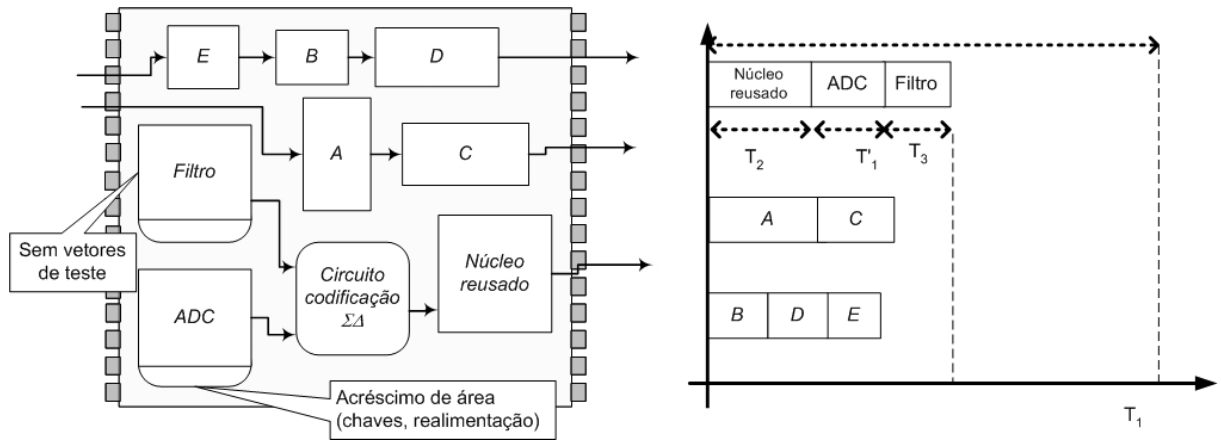 E
B
D
A
C
Filtro
Sem vetores
de teste
Circuito
codificação
ΣΔ
Núcleo
reusado
ADC
Acréscimo de área
(chaves, realimentação)
Núcleo
reusado
ADC
Filtro
T2
T'1
T3
A
C
B
D
E
T1